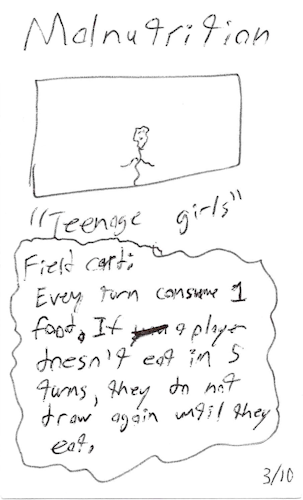 Malnutrition
"Teenage girls"
Field card:
Evey turn consume 1
food. If a player
doesn't eat in 5
turns, they do not
draw again until they
eat.
3/10